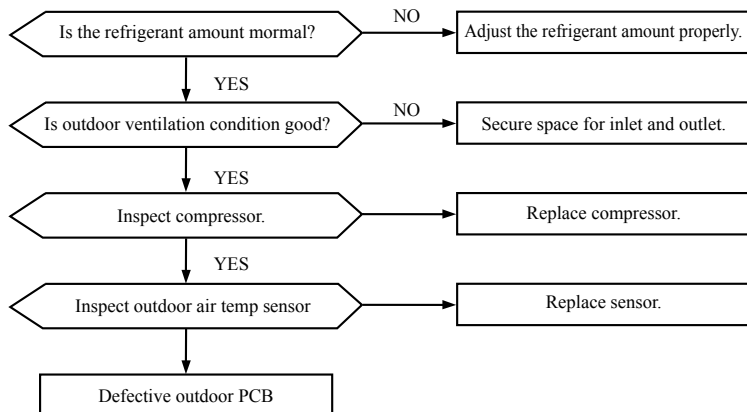 Is the refrigerant amount mormal?
NO
Adjust the refrigerant amount properly.
YES
Is outdoor ventilation condition good?
NO
Secure space for inlet and outlet.
YES
Inspect compressor.
Replace compressor.
YES
Inspect outdoor air temp sensor
Replace sensor.
Defective outdoor PCB